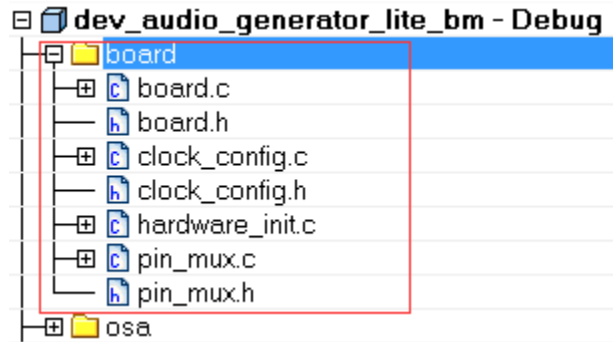 dev_audio_generator_lite_bm - Debug
board
board.c
board.h
clock_config.c
clock_config.h
hardware_init.c
pin_mux.c
pin_mux.h
osa